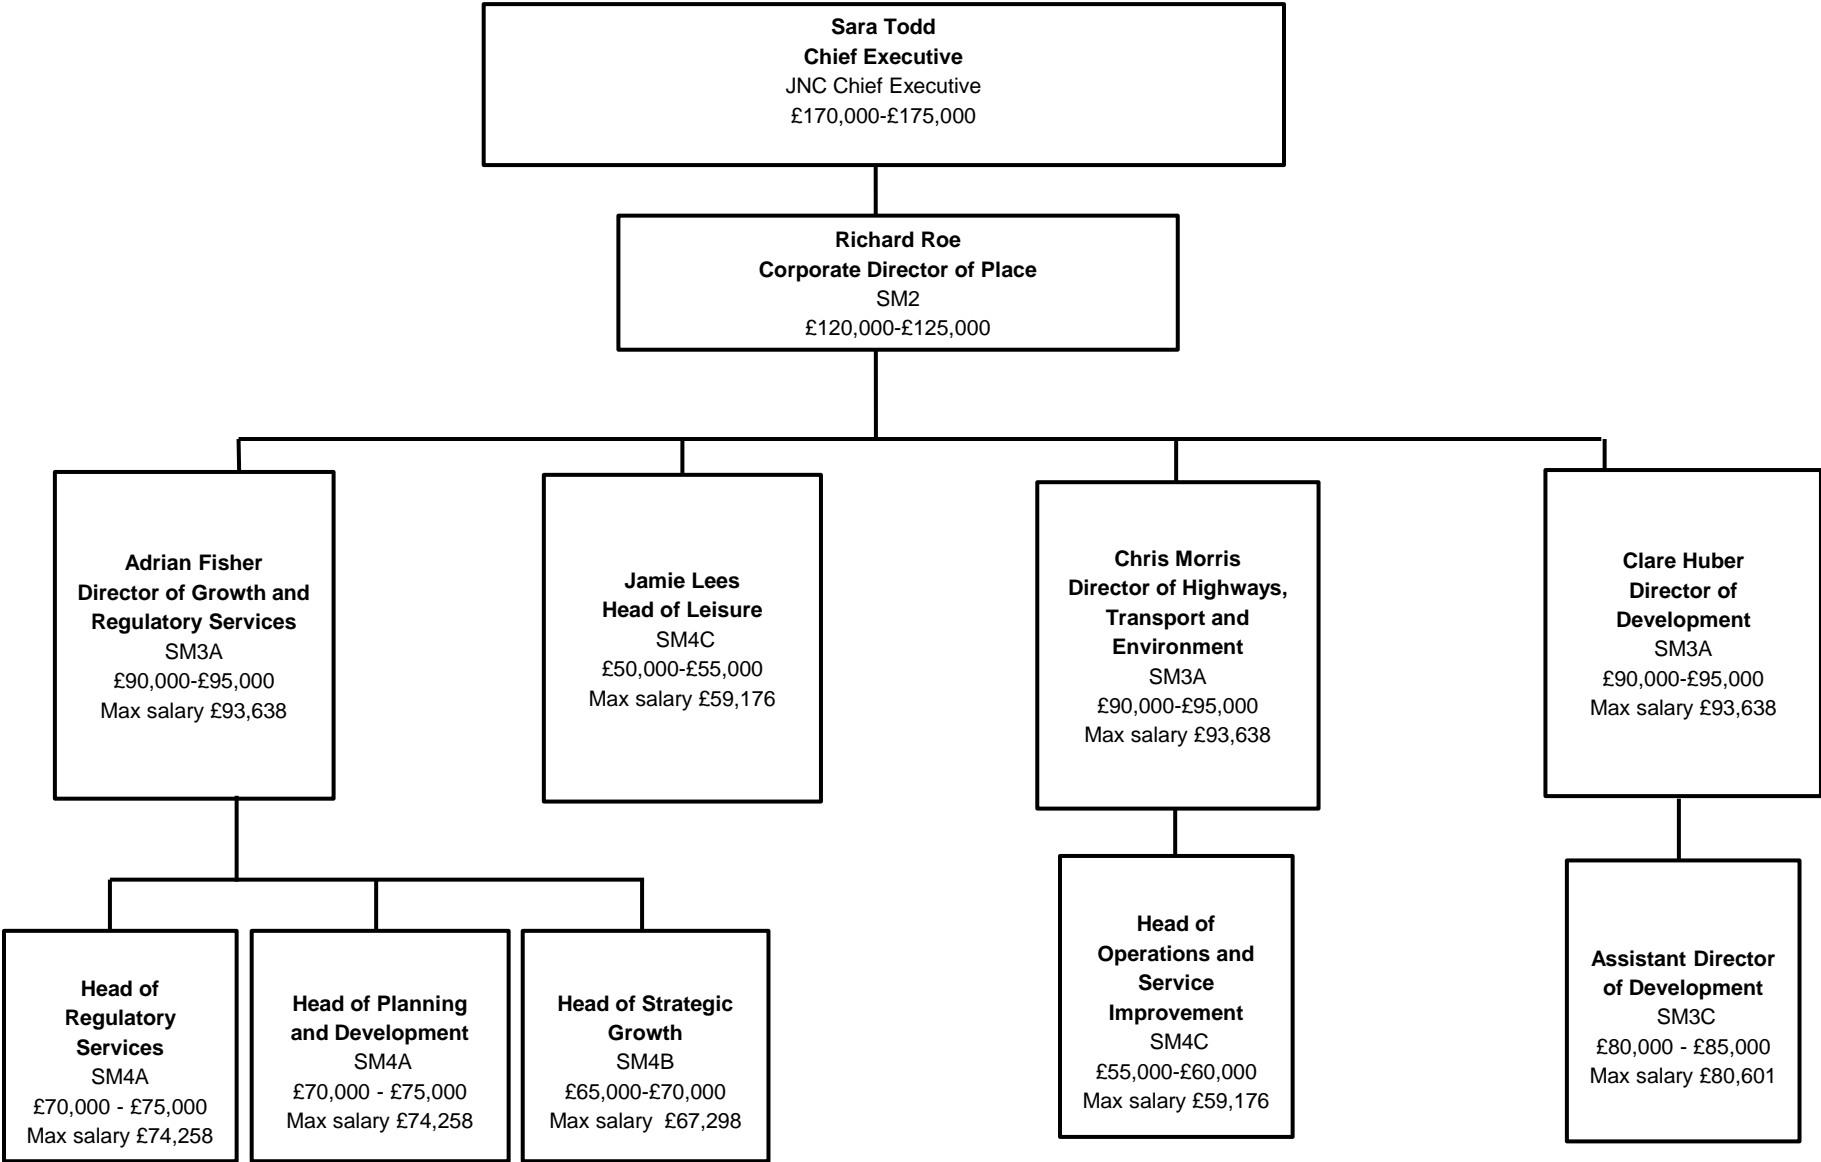 Sara Todd
Chief Executive
JNC Chief Executive
£170,000-£175,000
Richard Roe
Corporate Director of Place
SM2
£120,000-£125,000
Adrian Fisher
Director of Growth and
Regulatory Services
SM3A
£90,000-£95,000
Max salary £93,638
Jamie Lees
Head of Leisure
SM4C
£50,000-£55,000
Max salary £59,176
Chris Morris
Director of Highways,
Transport and
Environment
SM3A
£90,000-£95,000
Max salary £93,638
Clare Huber
Director of
Development
SM3A
£90,000-£95,000
Max salary £93,638
Head of
Regulatory
Services
SM4A
£70,000 - £75,000
Max salary £74,258
Head of Planning
and Development
SM4A
£70,000 - £75,000
Max salary £74,258
Head of Strategic
Growth
SM4B
£65,000-£70,000
Max salary  £67,298
Head of
Operations and
Service
Improvement
SM4C
£55,000-£60,000
Max salary £59,176
Assistant Director
of Development
SM3C
£80,000 - £85,000
Max salary £80,601